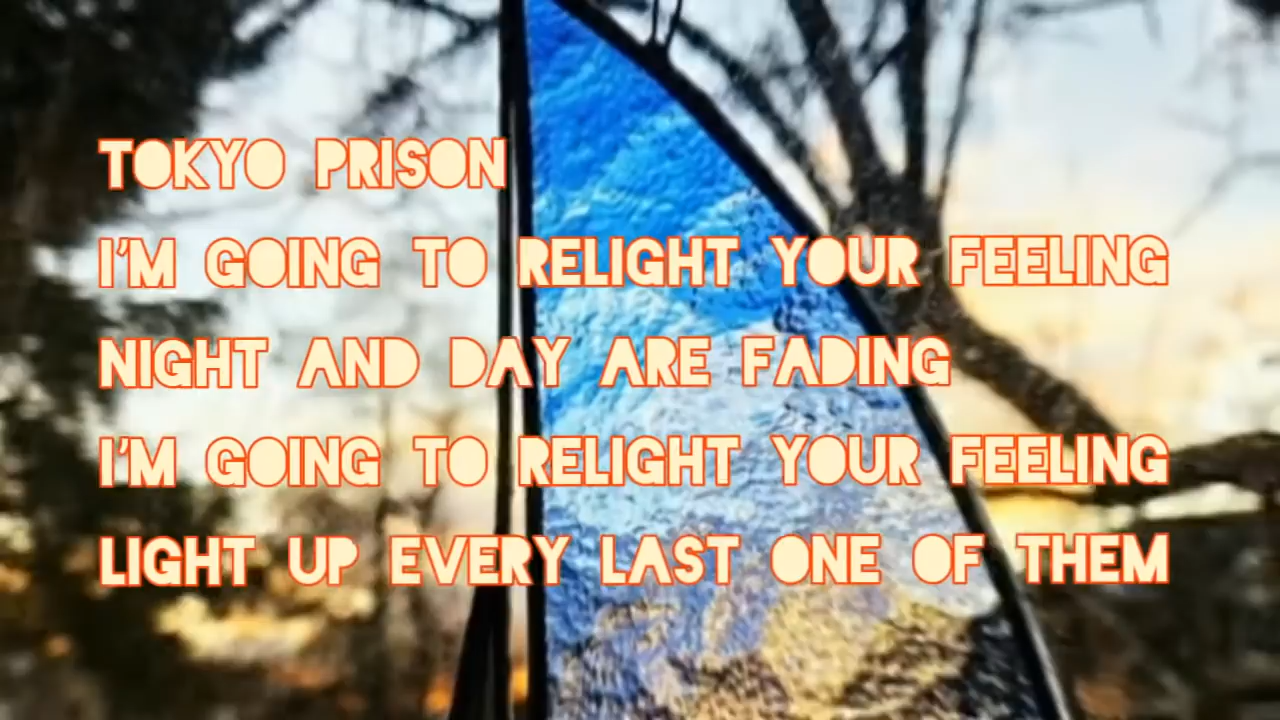 TOKYO PRISON
I'M GOING TO RELIGHT YOUR FEELING
NIGHT AND DAY ARE FADING
I'M GOING TO RELIGHT YOUR FEELING
LIGHT UP EVERY LAST ONE OF THEM